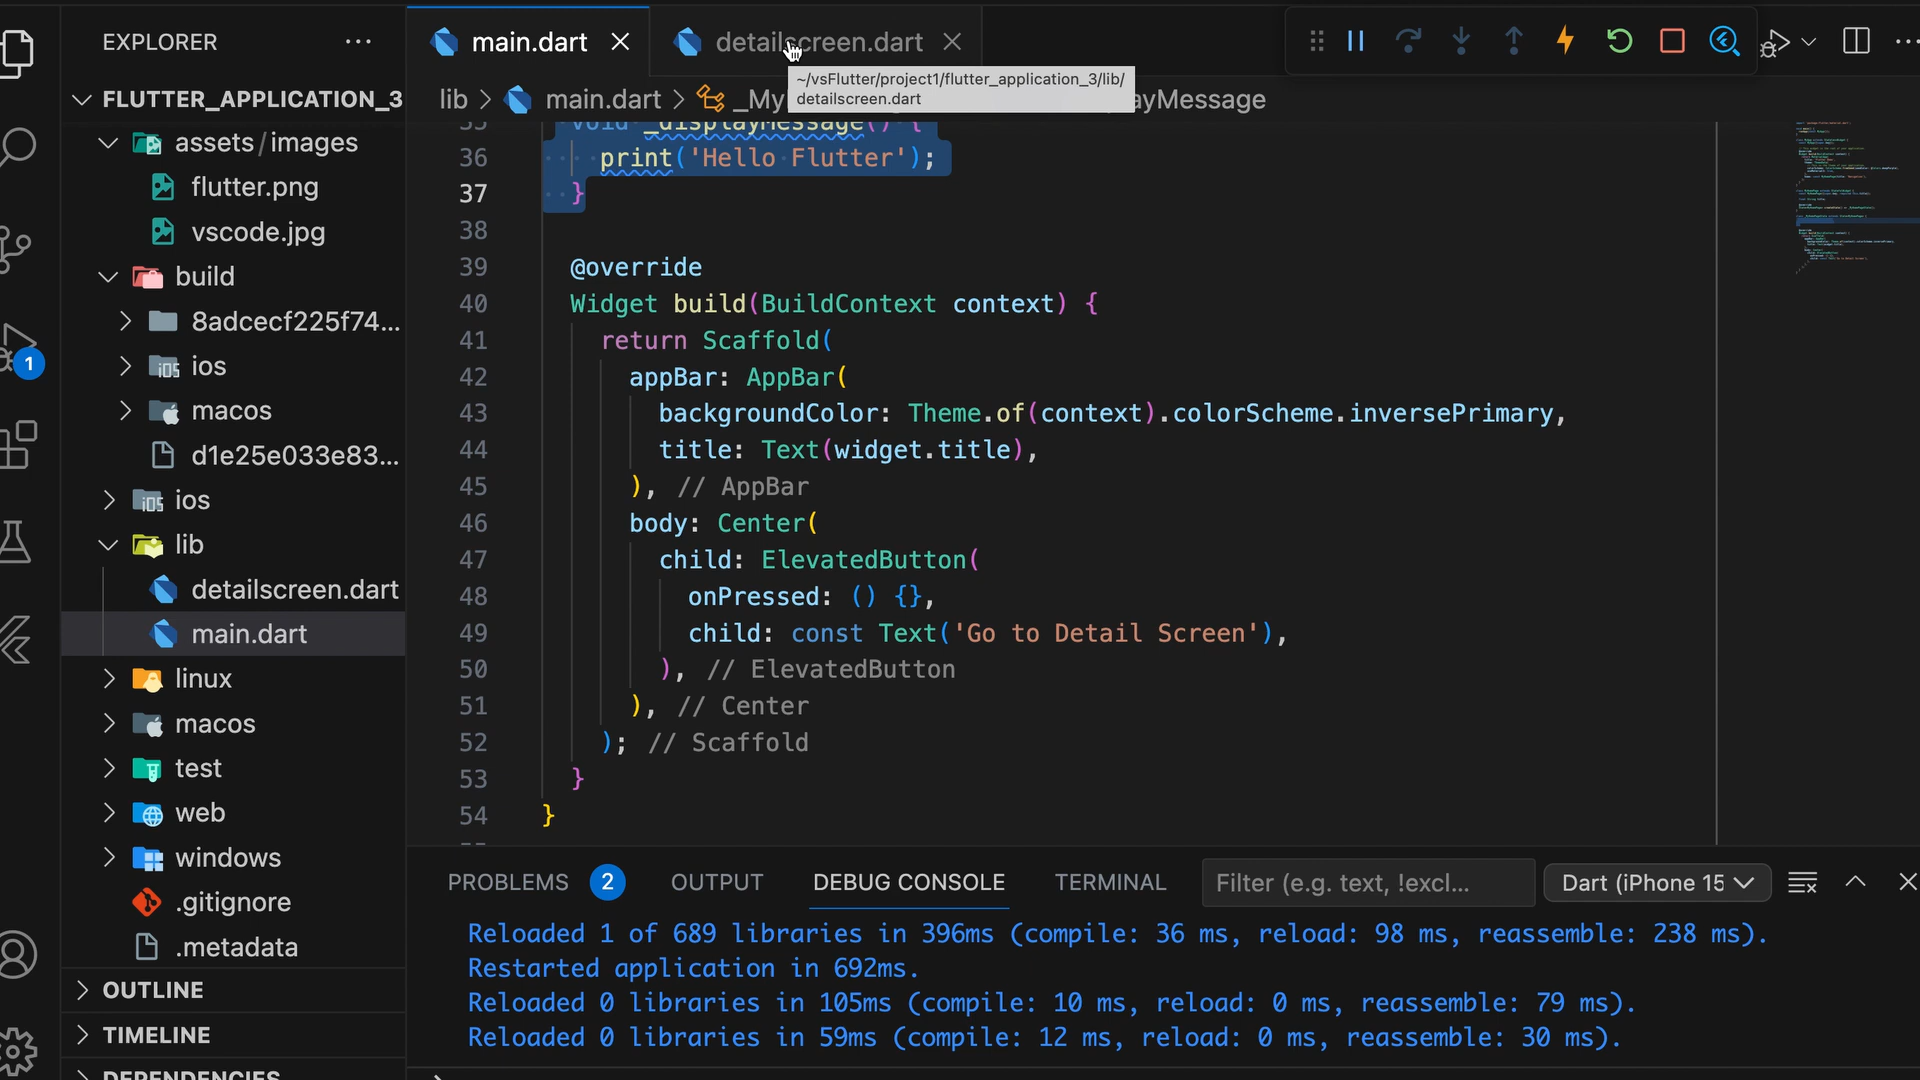 EXPLORER
FLUTTER_APPLICATION_3
assets/images
flutter.png
vscode.jpg
build
8adcecf225f74...
ios
macos
d1e25e033e83...
ios
lib
detailscreen.dart
main.dart
linux
macos
test
web
windows
.gitignore
.metadata
OUTLINE
TIMELINE
DEPENDENCIES
1
main.dart
detailscreen.dart
~/vsFlutter/project1/flutter_application_3/lib/
detailscreen.dart
lib > main.dart > _My ayMessage
35 void _displayMessage() {
36 print('Hello Flutter');
37 }
38
39 @override
40 Widget build(BuildContext context) {
41 return Scaffold(
42 appBar: AppBar(
43 backgroundColor: Theme.of(context).colorScheme.inversePrimary,
44 title: Text(widget.title),
45 ), // AppBar
46 body: Center(
47 child: ElevatedButton(
48 onPressed: () {},
49 child: const Text('Go to Detail Screen'),
50 ), // ElevatedButton
51 ), // Center
52 ); // Scaffold
53 }
54 }
PROBLEMS 2 OUTPUT DEBUG CONSOLE TERMINAL Filter (e.g. text, !excl... Dart (iPhone 15
Reloaded 1 of 689 libraries in 396ms (compile: 36 ms, reload: 98 ms, reassemble: 238 ms).
Restarted application in 692ms.
Reloaded 0 libraries in 105ms (compile: 10 ms, reload: 0 ms, reassemble: 79 ms).
Reloaded 0 libraries in 59ms (compile: 12 ms, reload: 0 ms, reassemble: 30 ms).